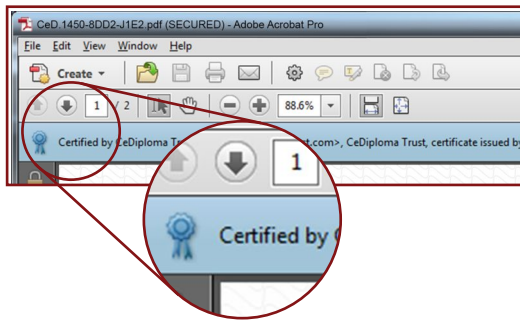 CeD.1450-8DD2-J1E2.pdf (SECURED) - Adobe Acrobat Pro
File Edit View Window Help
Create
1 / 2 88.6%
Certified by CeDiploma .com>, CeDiploma Trust, certificate issued by
1
Certified by